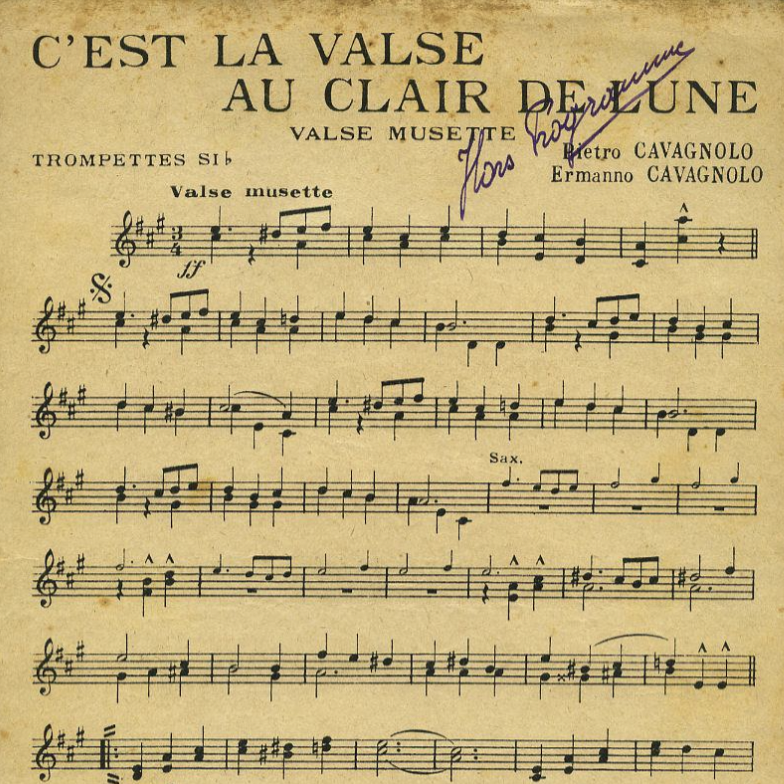 C'EST LA VALSE
AU CLAIR DE LUNE
VALSE MUSETTE
Hors Programme
TROMPETTES SI♭
Pietro CAVAGNOLO
Ermanno CAVAGNOLO
Valse musette
3
4
ff
Sax.